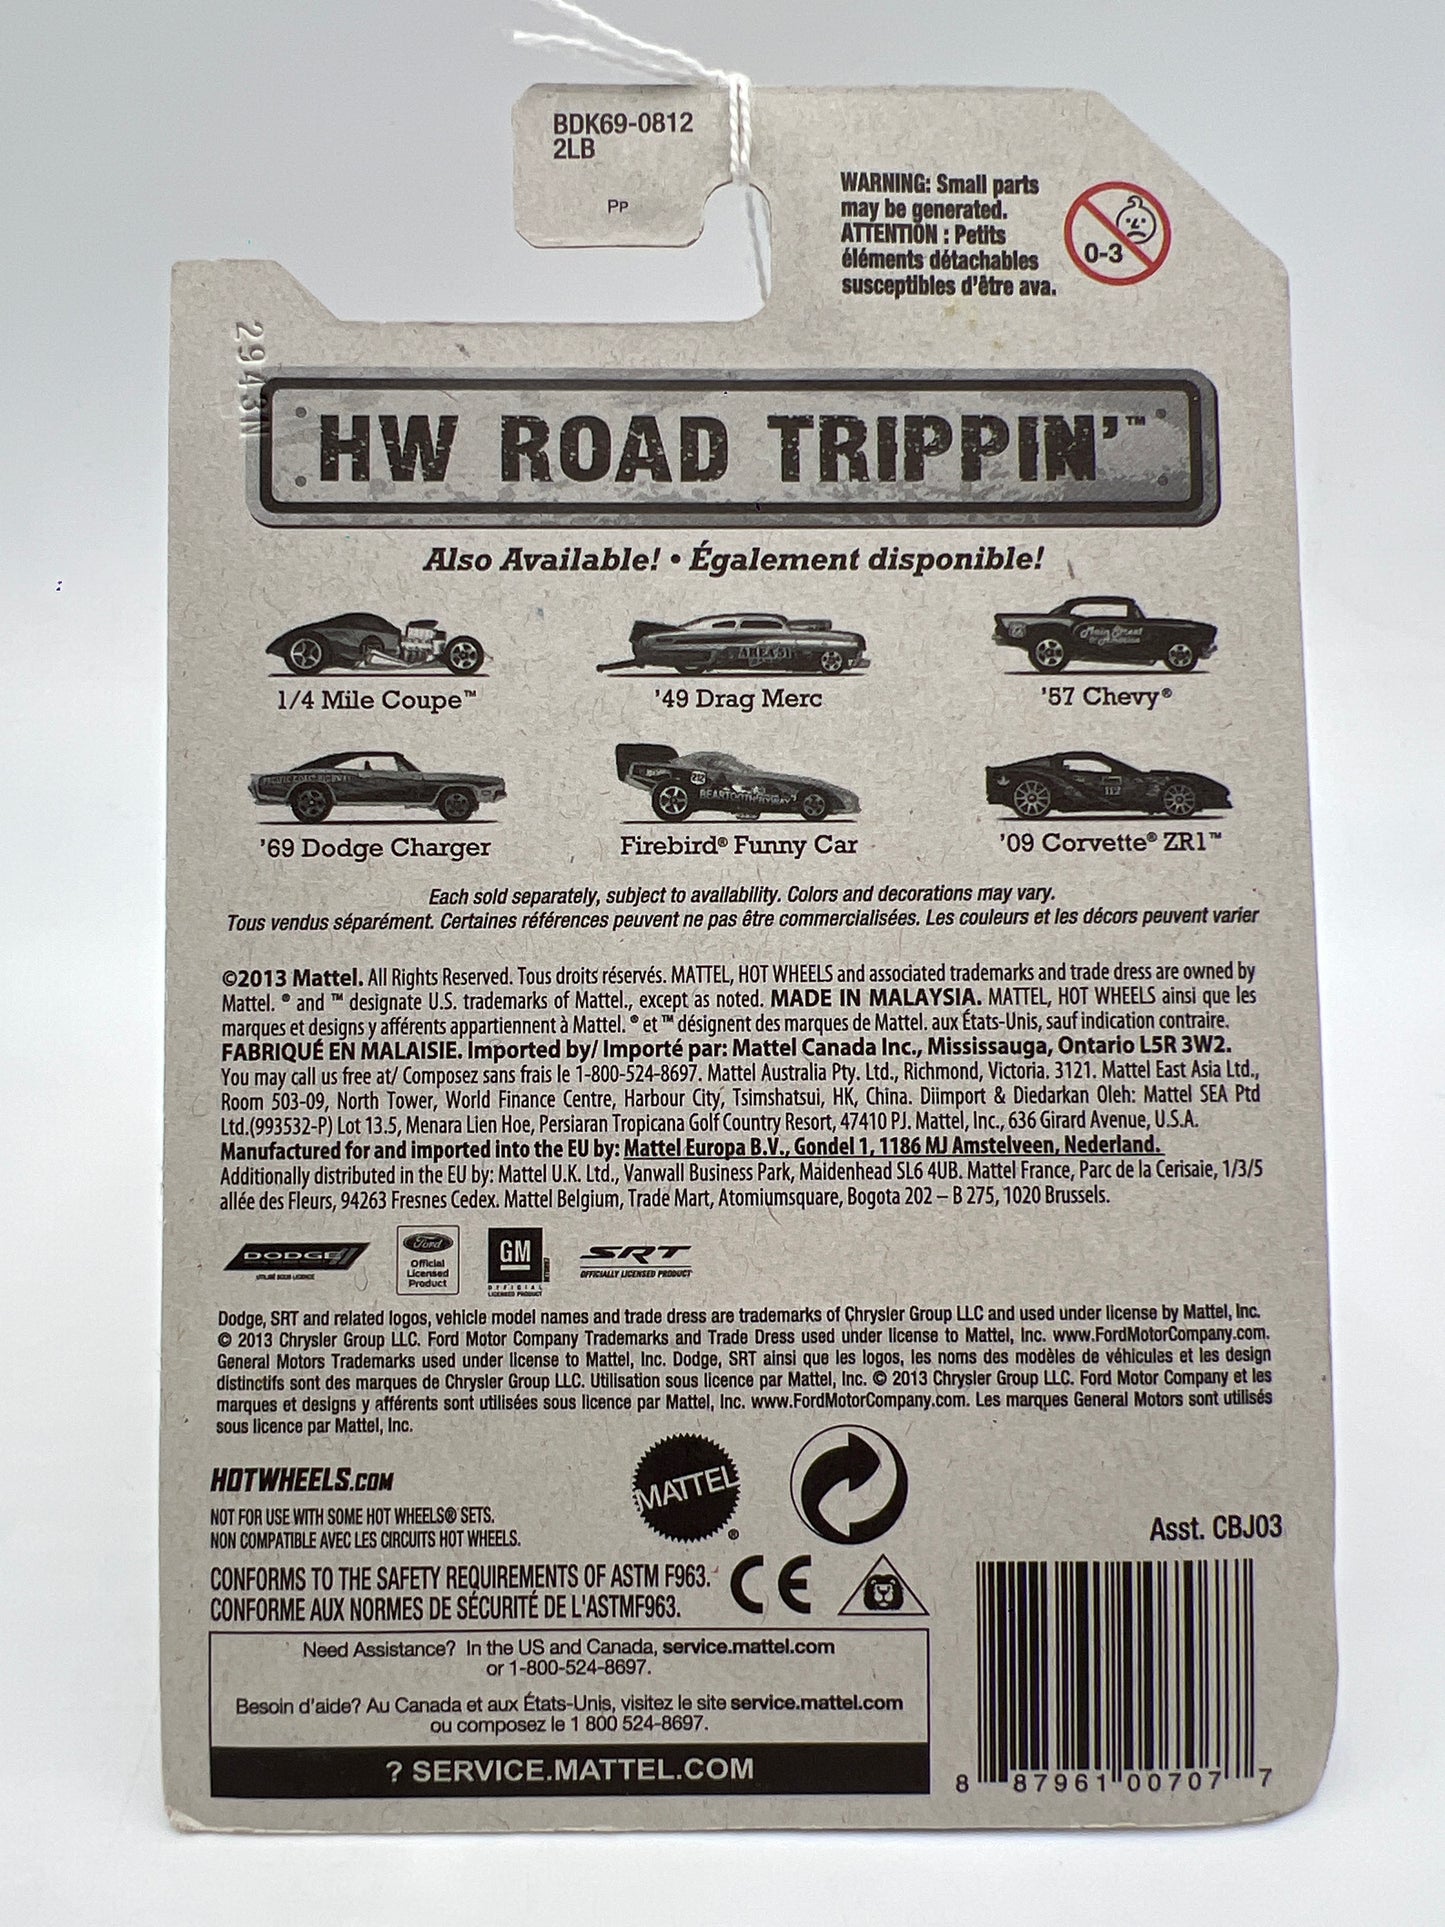 BDK69-0812
2LB
PP
WARNING: Small parts
may be generated.
ATTENTION : Petits
éléments détachables
susceptibles d'être ava.
0-3
2943N
HW ROAD TRIPPIN'™
Also Available! • Également disponible!
AREA 51
Main Street
of America
1/4 Mile Coupe™
'49 Drag Merc
'57 Chevy®
PACIFIC COAST HIGHWAY
212
BEARTOOTH HYWAY
'69 Dodge Charger
Firebird® Funny Car
'09 Corvette® ZR1™
Each sold separately, subject to availability. Colors and decorations may vary.
Tous vendus séparément. Certaines références peuvent ne pas être commercialisées. Les couleurs et les décors peuvent varier
©2013 Mattel. All Rights Reserved. Tous droits réservés. MATTEL, HOT WHEELS and associated trademarks and trade dress are owned by
Mattel. ® and ™ designate U.S. trademarks of Mattel., except as noted. MADE IN MALAYSIA. MATTEL, HOT WHEELS ainsi que les
marques et designs y afférents appartiennent à Mattel. ® et ™ désignent des marques de Mattel. aux États-Unis, sauf indication contraire.
FABRIQUÉ EN MALAISIE. Imported by/ Importé par: Mattel Canada Inc., Mississauga, Ontario L5R 3W2.
You may call us free at/ Composez sans frais le 1-800-524-8697. Mattel Australia Pty. Ltd., Richmond, Victoria. 3121. Mattel East Asia Ltd.,
Room 503-09, North Tower, World Finance Centre, Harbour City, Tsimshatsui, HK, China. Diimport & Diedarkan Oleh: Mattel SEA Ptd
Ltd.(993532-P) Lot 13.5, Menara Lien Hoe, Persiaran Tropicana Golf Country Resort, 47410 PJ. Mattel, Inc., 636 Girard Avenue, U.S.A.
Manufactured for and imported into the EU by: Mattel Europa B.V., Gondel 1, 1186 MJ Amstelveen, Nederland.
Additionally distributed in the EU by: Mattel U.K. Ltd., Vanwall Business Park, Maidenhead SL6 4UB. Mattel France, Parc de la Cerisaie, 1/3/5
allée des Fleurs, 94263 Fresnes Cedex. Mattel Belgium, Trade Mart, Atomiumsquare, Bogota 202 – B 275, 1020 Brussels.
DODGE
Ford
Official
Licensed
Product
GM
OFFICIAL
LICENSED PRODUCT
SRT
OFFICIALLY LICENSED PRODUCT
Dodge, SRT and related logos, vehicle model names and trade dress are trademarks of Chrysler Group LLC and used under license by Mattel, Inc.
© 2013 Chrysler Group LLC. Ford Motor Company Trademarks and Trade Dress used under license to Mattel, Inc. www.FordMotorCompany.com.
General Motors Trademarks used under license to Mattel, Inc. Dodge, SRT ainsi que les logos, les noms des modèles de véhicules et les design
distinctifs sont des marques de Chrysler Group LLC. Utilisation sous licence par Mattel, Inc. © 2013 Chrysler Group LLC. Ford Motor Company et les
marques et designs y afférents sont utilisées sous licence par Mattel, Inc. www.FordMotorCompany.com. Les marques General Motors sont utilisés
sous licence par Mattel, Inc.
HOTWHEELS.COM
NOT FOR USE WITH SOME HOT WHEELS® SETS.
NON COMPATIBLE AVEC LES CIRCUITS HOT WHEELS.
MATTEL®
Asst. CBJ03
CONFORMS TO THE SAFETY REQUIREMENTS OF ASTM F963.
CONFORME AUX NORMES DE SÉCURITÉ DE L'ASTMF963.
CE
Need Assistance? In the US and Canada, service.mattel.com
or 1-800-524-8697.
Besoin d'aide? Au Canada et aux États-Unis, visitez le site service.mattel.com
ou composez le 1 800 524-8697.
? SERVICE.MATTEL.COM
8 87961 00707 7